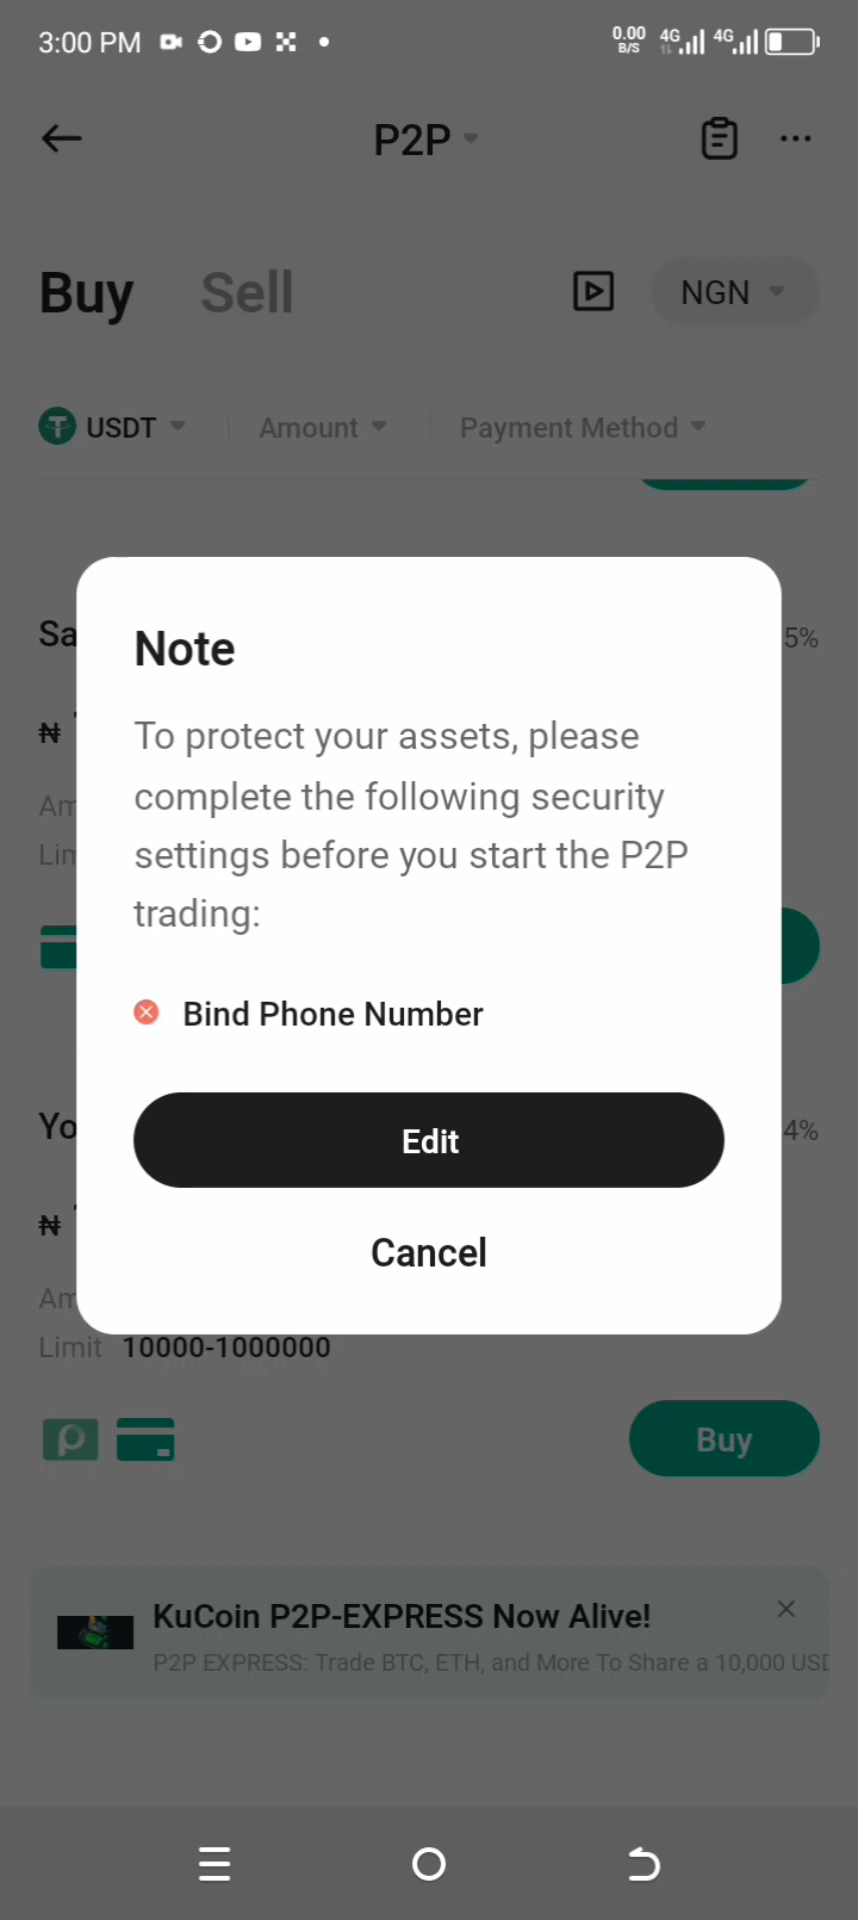 3:00 PM
0.00
B/S
4G
4G
P2P
Buy Sell NGN
USDT Amount Payment Method
5%
Note
To protect your assets, please
complete the following security
settings before you start the P2P
trading:
₦
Bind Phone Number
Edit
4%
₦
Cancel
Limit 10000-1000000
Buy
KuCoin P2P-EXPRESS Now Alive!
P2P EXPRESS: Trade BTC, ETH, and More To Share a 10,000